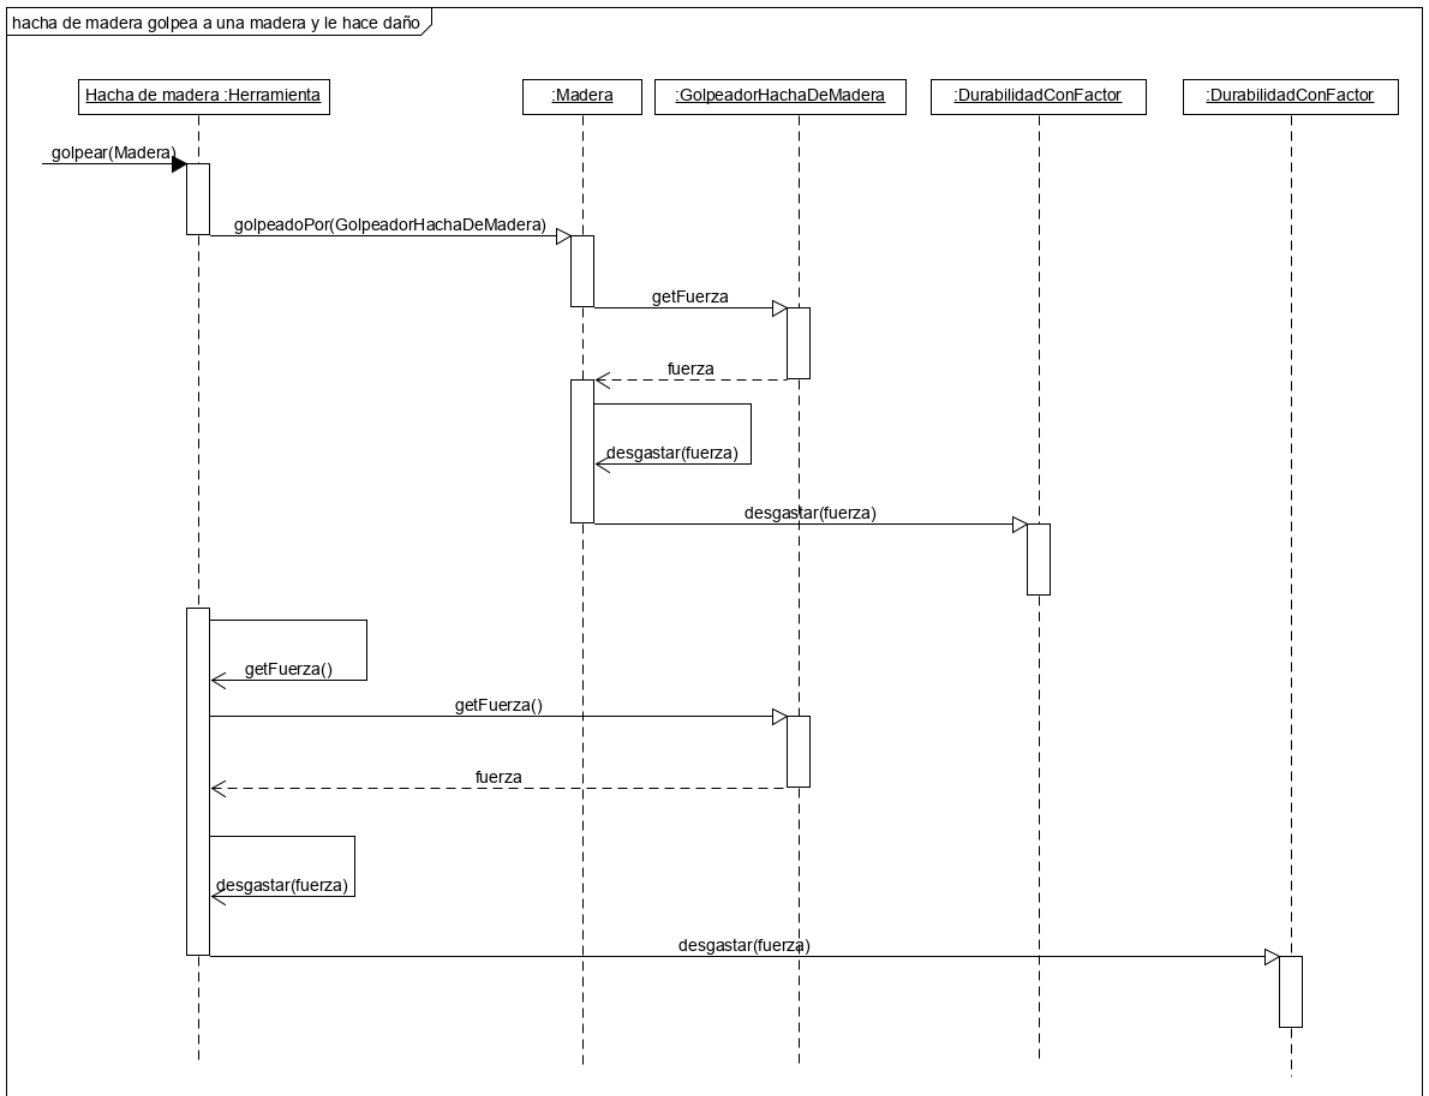 hacha de madera golpea a una madera y le hace daño
Hacha de madera :Herramienta
:Madera
:GolpeadorHachaDeMadera
:DurabilidadConFactor
:DurabilidadConFactor
golpear(Madera)
golpeadoPor(GolpeadorHachaDeMadera)
getFuerza
fuerza
desgastar(fuerza)
desgastar(fuerza)
getFuerza()
getFuerza()
fuerza
desgastar(fuerza)
desgastar(fuerza)